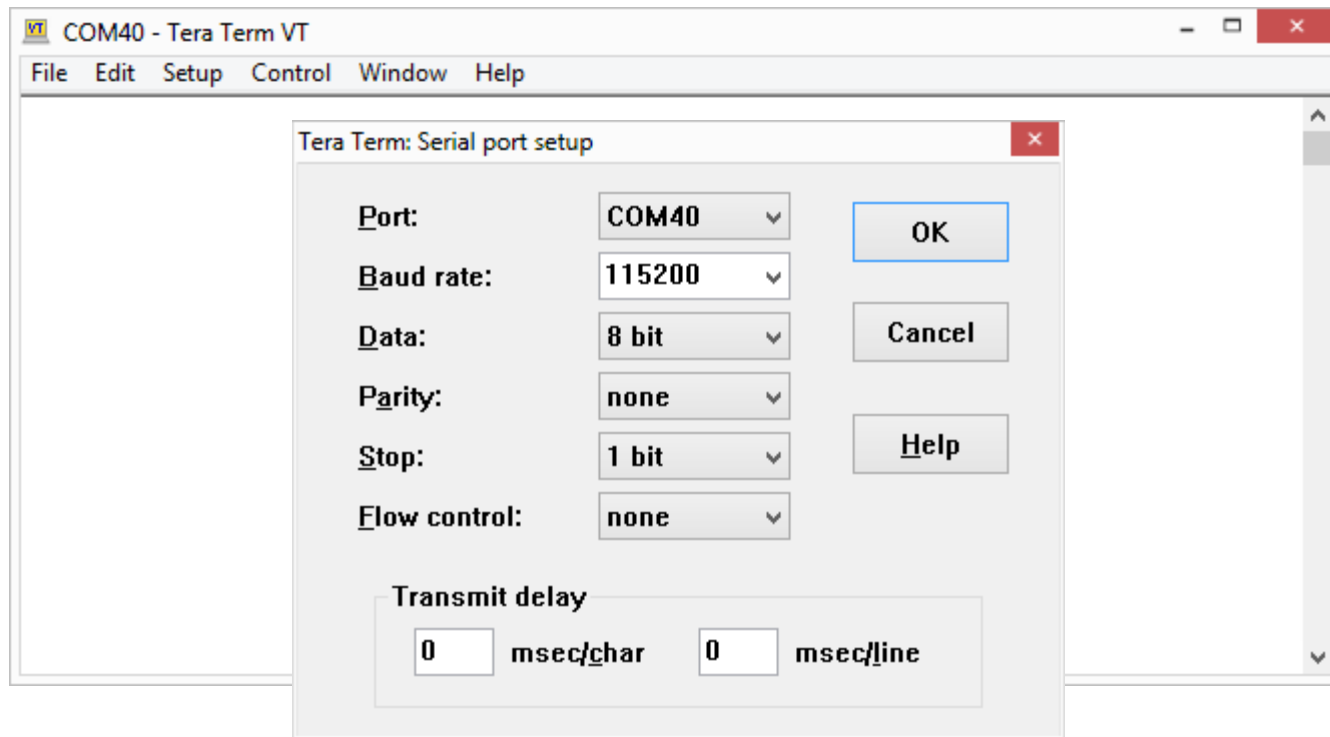 VT COM40 - Tera Term VT
File Edit Setup Control Window Help
Tera Term: Serial port setup
Port: COM40
OK
Baud rate: 115200
Data: 8 bit
Cancel
Parity: none
Stop: 1 bit
Help
Flow control: none
Transmit delay
0 msec/char 0 msec/line